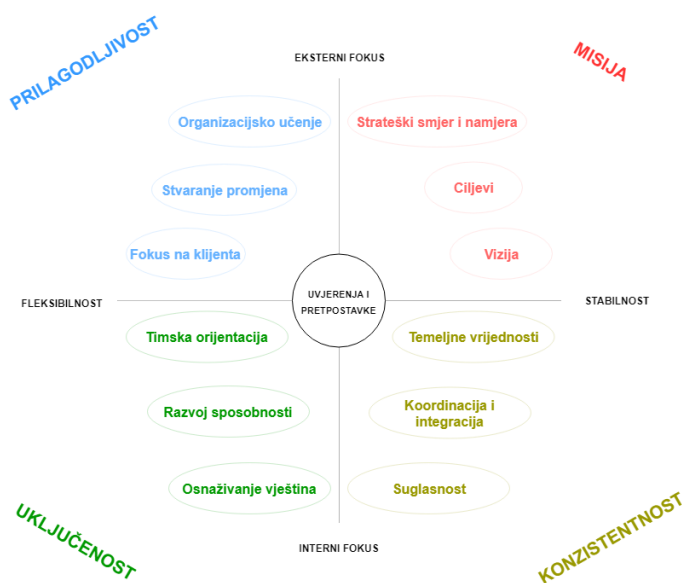 PRILAGODLJIVOST
MISIJA
EKSTERNI FOKUS
Organizacijsko učenje
Strateški smjer i namjera
Stvaranje promjena
Ciljevi
Fokus na klijenta
Vizija
FLEKSIBILNOST
UVJERENJA I
PRETPOSTAVKE
STABILNOST
Timska orijentacija
Temeljne vrijednosti
Razvoj sposobnosti
Koordinacija i
integracija
Osnaživanje vještina
Suglasnost
UKLJUČENOST
INTERNI FOKUS
KONZISTENTNOST